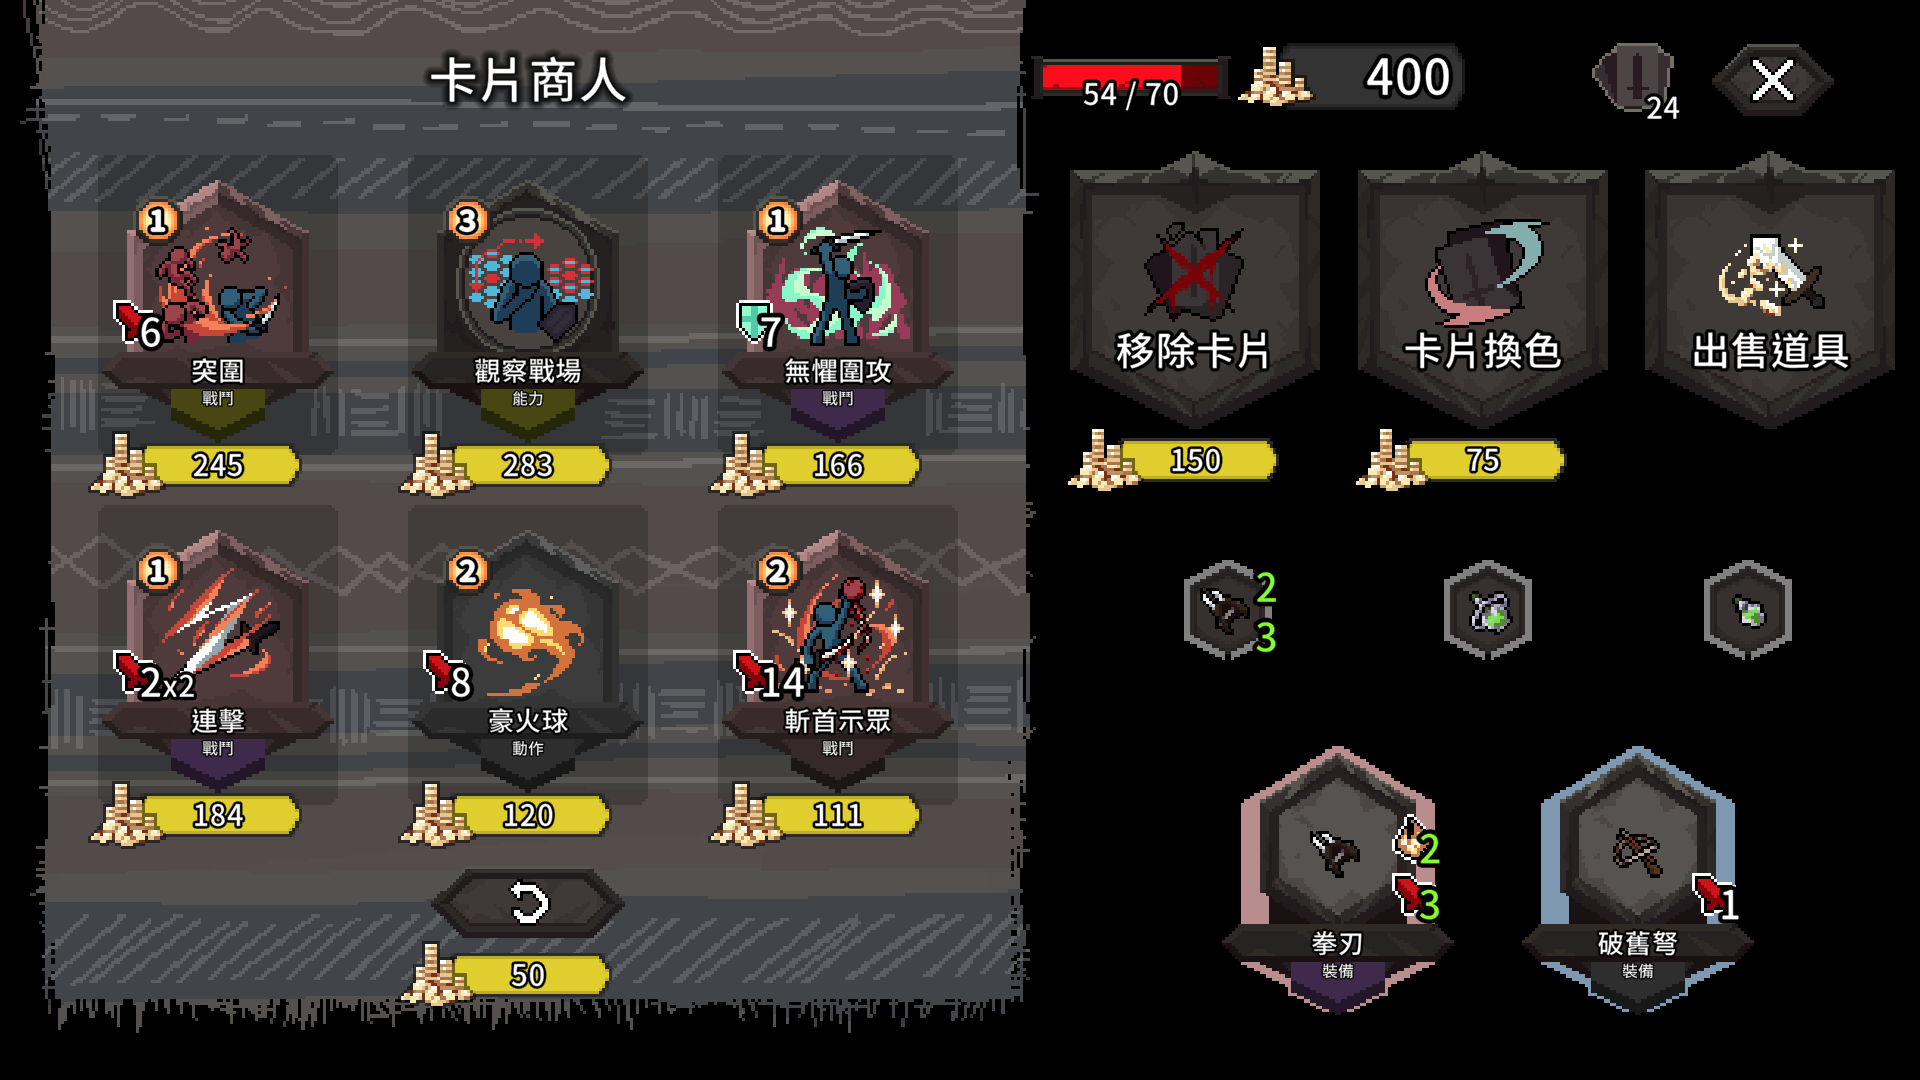 卡片商人
54 / 70
400
24
1
6
突圍
戰鬥
245
3
觀察戰場
能力
283
1
7
無懼圍攻
戰鬥
166
移除卡片
150
卡片換色
75
出售道具
1
2x2
連擊
戰鬥
184
2
8
豪火球
動作
120
2
14
斬首示眾
戰鬥
111
50
2
3
2
3
拳刃
裝備
1
破舊弩
裝備